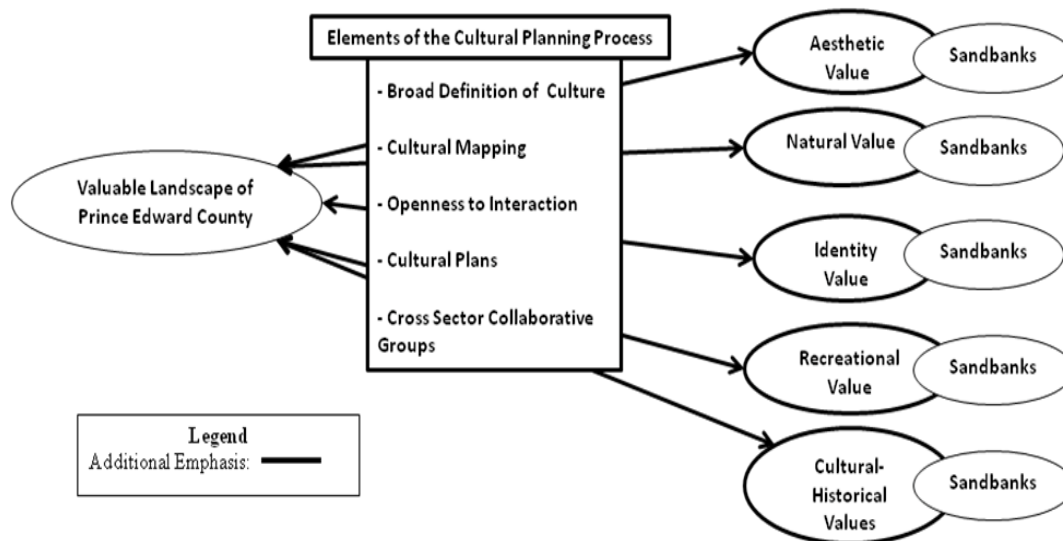 Elements of the Cultural Planning Process
- Broad Definition of Culture
- Cultural Mapping
- Openness to Interaction
- Cultural Plans
- Cross Sector Collaborative
Groups
Valuable Landscape of
Prince Edward County
Aesthetic
Value
Sandbanks
Natural Value
Sandbanks
Identity
Value
Sandbanks
Recreational
Value
Sandbanks
Cultural-
Historical
Values
Sandbanks
Legend
Additional Emphasis: